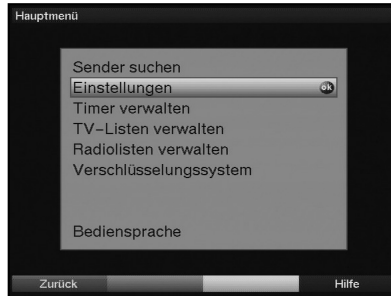 Hauptmenü
Sender suchen
Einstellungen ok
Timer verwalten
TV-Listen verwalten
Radiolisten verwalten
Verschlüsselungssystem
Bediensprache
Zurück Hilfe